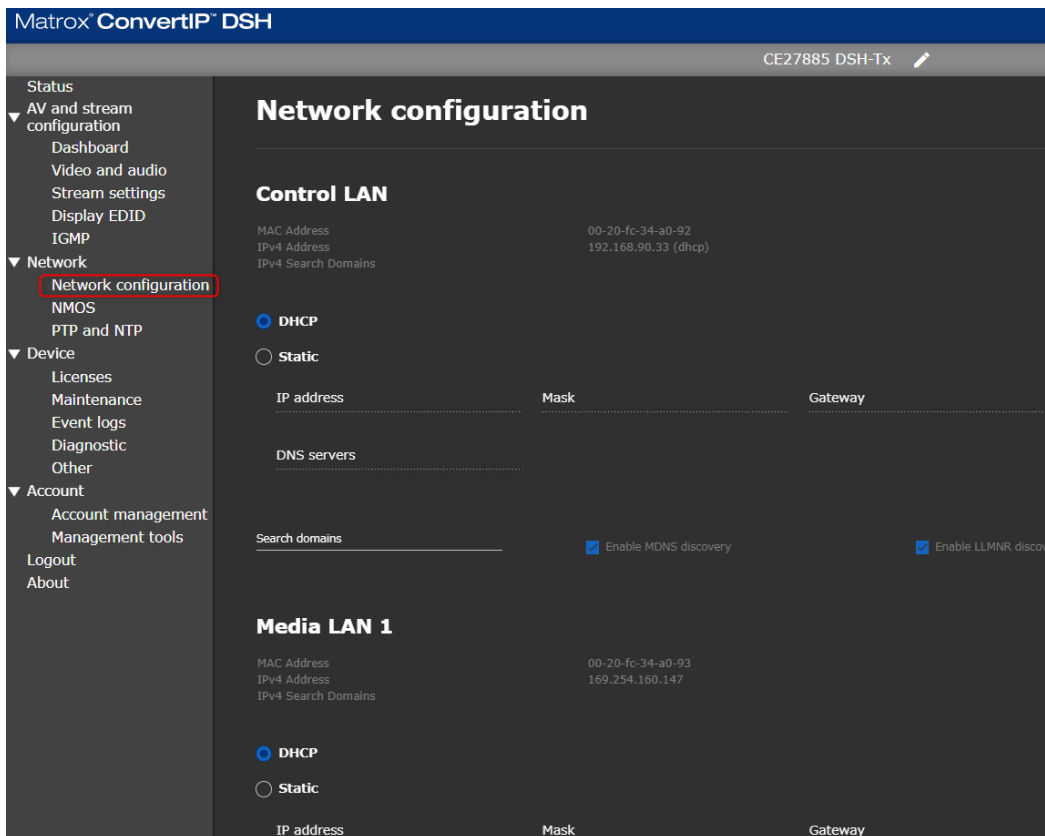 Matrox® ConvertIP™ DSH
CE27885 DSH-Tx
Status
AV and stream
configuration
Dashboard
Video and audio
Stream settings
Display EDID
IGMP
Network
Network configuration
NMOS
PTP and NTP
Device
Licenses
Maintenance
Event logs
Diagnostic
Other
Account
Account management
Management tools
Logout
About
Network configuration
Control LAN
MAC Address 00-20-fc-34-a0-92
IPv4 Address 192.168.90.33 (dhcp)
IPv4 Search Domains
DHCP
Static
IP address Mask Gateway
DNS servers
Search domains Enable MDNS discovery Enable LLMNR discov
Media LAN 1
MAC Address 00-20-fc-34-a0-93
IPv4 Address 169.254.160.147
IPv4 Search Domains
DHCP
Static
IP address Mask Gateway